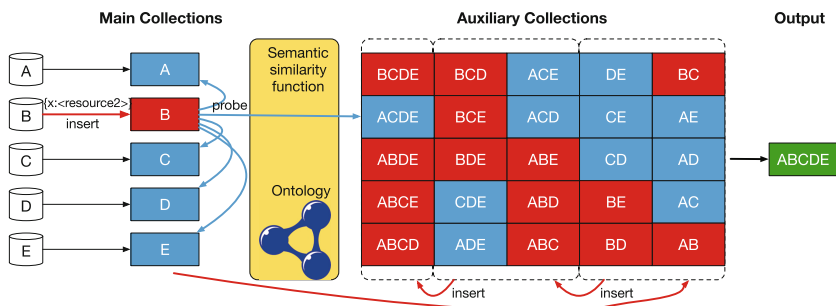 Main Collections
Auxiliary Collections
Output
A
A
B
{x:<resource2>}
insert
B
probe
C
C
D
D
E
E
Semantic
similarity
function
Ontology
BCDE BCD ACE DE BC
ACDE BCE ACD CE AE
ABDE BDE ABE CD AD
ABCE CDE ABD BE AC
ABCD ADE ABC BD AB
ABCDE
insert
insert